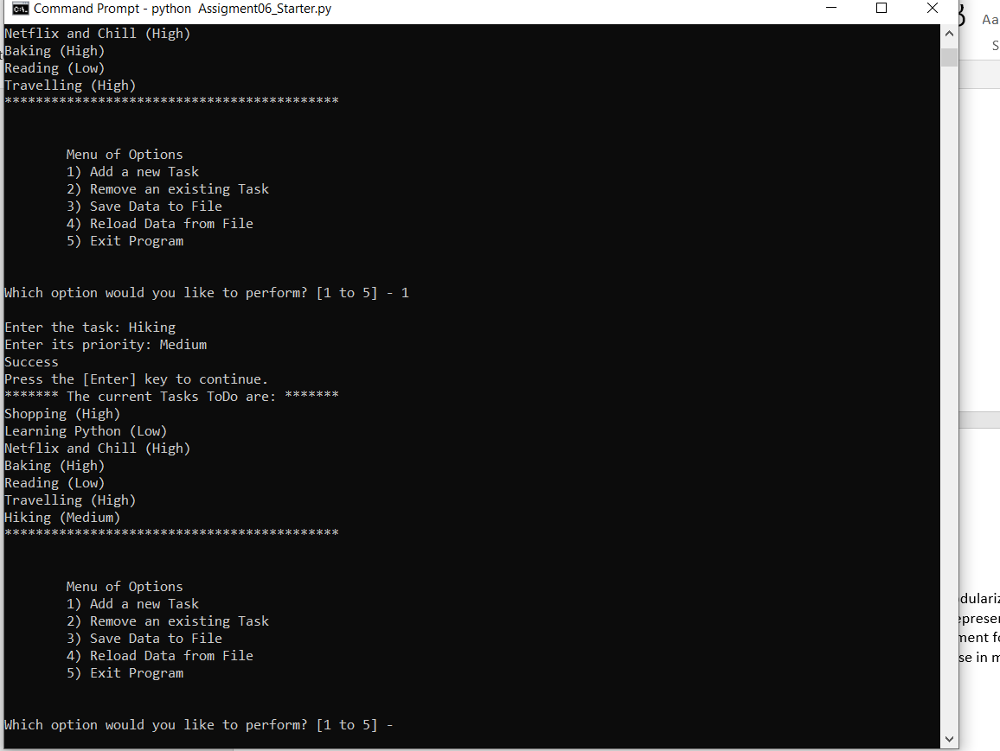 Command Prompt - python Assigment06_Starter.py
Aa
Netflix and Chill (High)
Baking (High)
Reading (Low)
Travelling (High)
*******************************************
Menu of Options
1) Add a new Task
2) Remove an existing Task
3) Save Data to File
4) Reload Data from File
5) Exit Program
Which option would you like to perform? [1 to 5] - 1
Enter the task: Hiking
Enter its priority: Medium
Success
Press the [Enter] key to continue.
******* The current Tasks ToDo are: *******
Shopping (High)
Learning Python (Low)
Netflix and Chill (High)
Baking (High)
Reading (Low)
Travelling (High)
Hiking (Medium)
*******************************************
Menu of Options
1) Add a new Task
2) Remove an existing Task
3) Save Data to File
4) Reload Data from File
5) Exit Program
Which option would you like to perform? [1 to 5] -